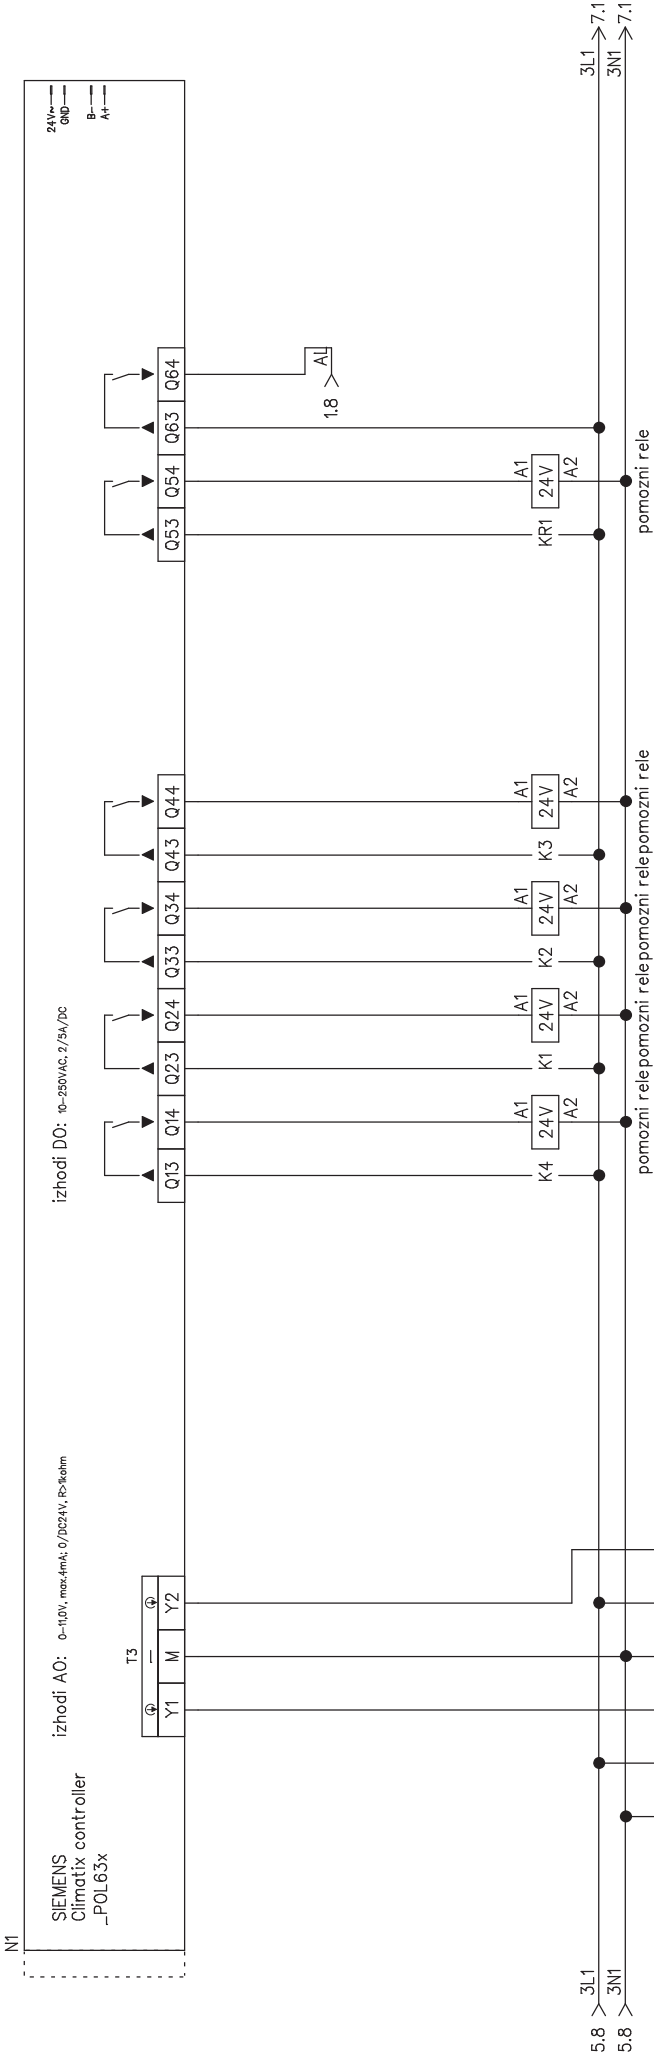 N1
SIEMENS
Climatix controller
_POL63x
izhodi AO: 0-11,0V, max.4mA; 0/DC24V, R>1kohm
izhodi DO: 10-250VAC, 2/5A/DC
24V~
GND
B-
A+
T3
Y1 M Y2
Q13 Q14 Q23 Q24 Q33 Q34 Q43 Q44 Q53 Q54 Q63 Q64
AL
1.8
A1 A1 A1 A1 A1
K4 24V K1 24V K2 24V K3 24V KR1 24V
A2 A2 A2 A2 A2
5.8 3L1 3L1 7.1
5.8 3N1 3N1 7.1
pomozni rele pomozni rele pomozni rele pomozni rele pomozni rele